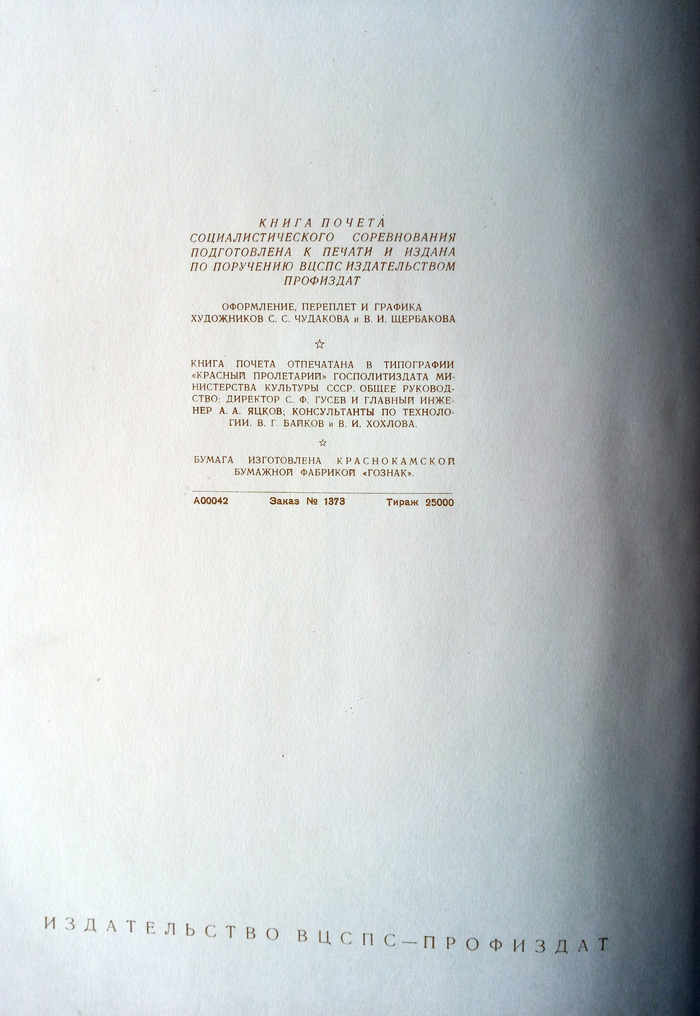 КНИГА ПОЧЕТА
СОЦИАЛИСТИЧЕСКОГО СОРЕВНОВАНИЯ
ПОДГОТОВЛЕНА К ПЕЧАТИ И ИЗДАНА
ПО ПОРУЧЕНИЮ ВЦСПС ИЗДАТЕЛЬСТВОМ
ПРОФИЗДАТ
ОФОРМЛЕНИЕ, ПЕРЕПЛЕТ И ГРАФИКА
ХУДОЖНИКОВ С. С. ЧУДАКОВА и В. И. ЩЕРБАКОВА
☆
КНИГА ПОЧЕТА ОТПЕЧАТАНА В ТИПОГРАФИИ
«КРАСНЫЙ ПРОЛЕТАРИЙ» ГОСПОЛИТИЗДАТА МИ-
НИСТЕРСТВА КУЛЬТУРЫ СССР. ОБЩЕЕ РУКОВОД-
СТВО: ДИРЕКТОР С. Ф. ГУСЕВ И ГЛАВНЫЙ ИНЖЕ-
НЕР А. А. ЯЦКОВ; КОНСУЛЬТАНТЫ ПО ТЕХНОЛО-
ГИИ. В. Г. БАЙКОВ и В. И. ХОХЛОВА.
☆
БУМАГА ИЗГОТОВЛЕНА КРАСНОКАМСКОЙ
БУМАЖНОЙ ФАБРИКОЙ «ГОЗНАК».
А00042 Заказ № 1373 Тираж 25000
ИЗДАТЕЛЬСТВО ВЦСПС—ПРОФИЗДАТ